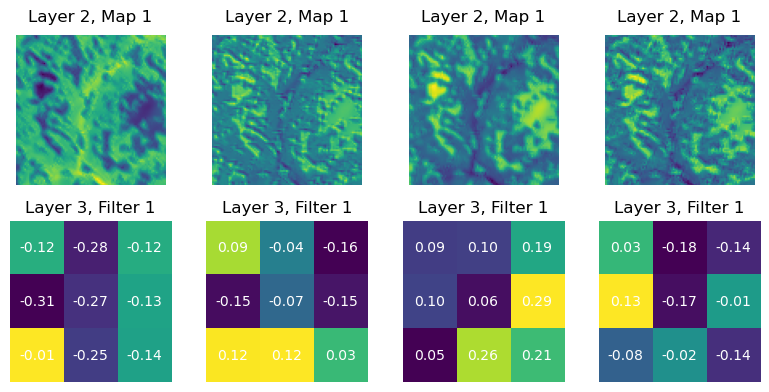 Layer 2, Map 1 Layer 2, Map 1 Layer 2, Map 1 Layer 2, Map 1
Layer 3, Filter 1 Layer 3, Filter 1 Layer 3, Filter 1 Layer 3, Filter 1
-0.12 -0.28 -0.12 0.09 -0.04 -0.16 0.09 0.10 0.19 0.03 -0.18 -0.14
-0.31 -0.27 -0.13 -0.15 -0.07 -0.15 0.10 0.06 0.29 0.13 -0.17 -0.01
-0.01 -0.25 -0.14 0.12 0.12 0.03 0.05 0.26 0.21 -0.08 -0.02 -0.14